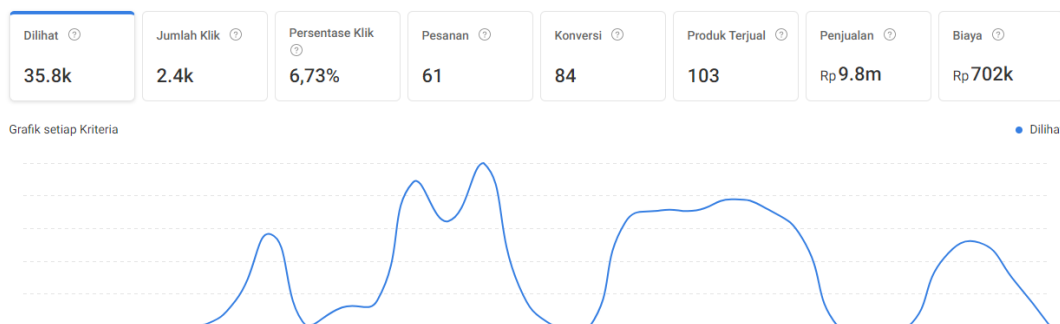 Dilihat
Jumlah Klik
Persentase Klik
Pesanan
Konversi
Produk Terjual
Penjualan
Biaya
35.8k
2.4k
6,73%
61
84
103
Rp 9.8m
Rp 702k
Grafik setiap Kriteria
Diliha